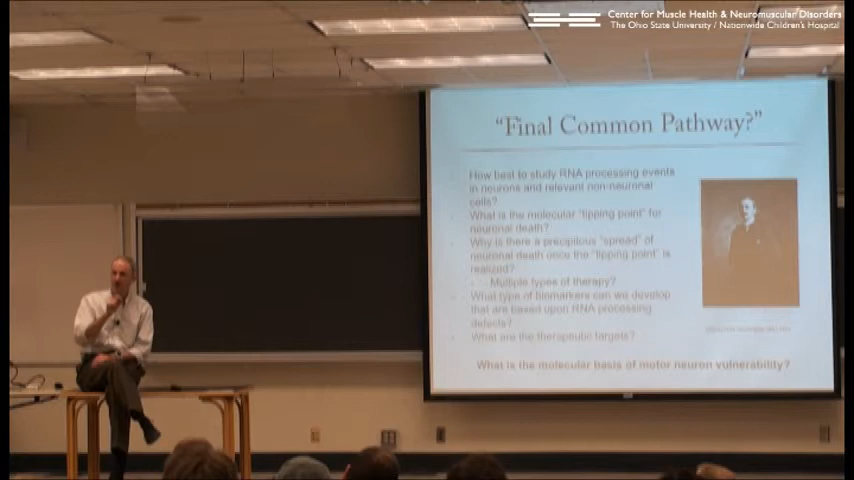 Center for Muscle Health & Neuromuscular Disorders
The Ohio State University / Nationwide Children's Hospital
“Final Common Pathway?”
How best to study RNA processing events
in neurons and relevant non-neuronal
cells?
What is the molecular “tipping point” for
neuronal death?
Why is there a precipitous “spread” of
neuronal death once the “tipping point” is
realized?
- Multiple types of therapy?
What type of biomarkers can we develop
that are based upon RNA processing
defects?
What are the therapeutic targets?
What is the molecular basis of motor neuron vulnerability?